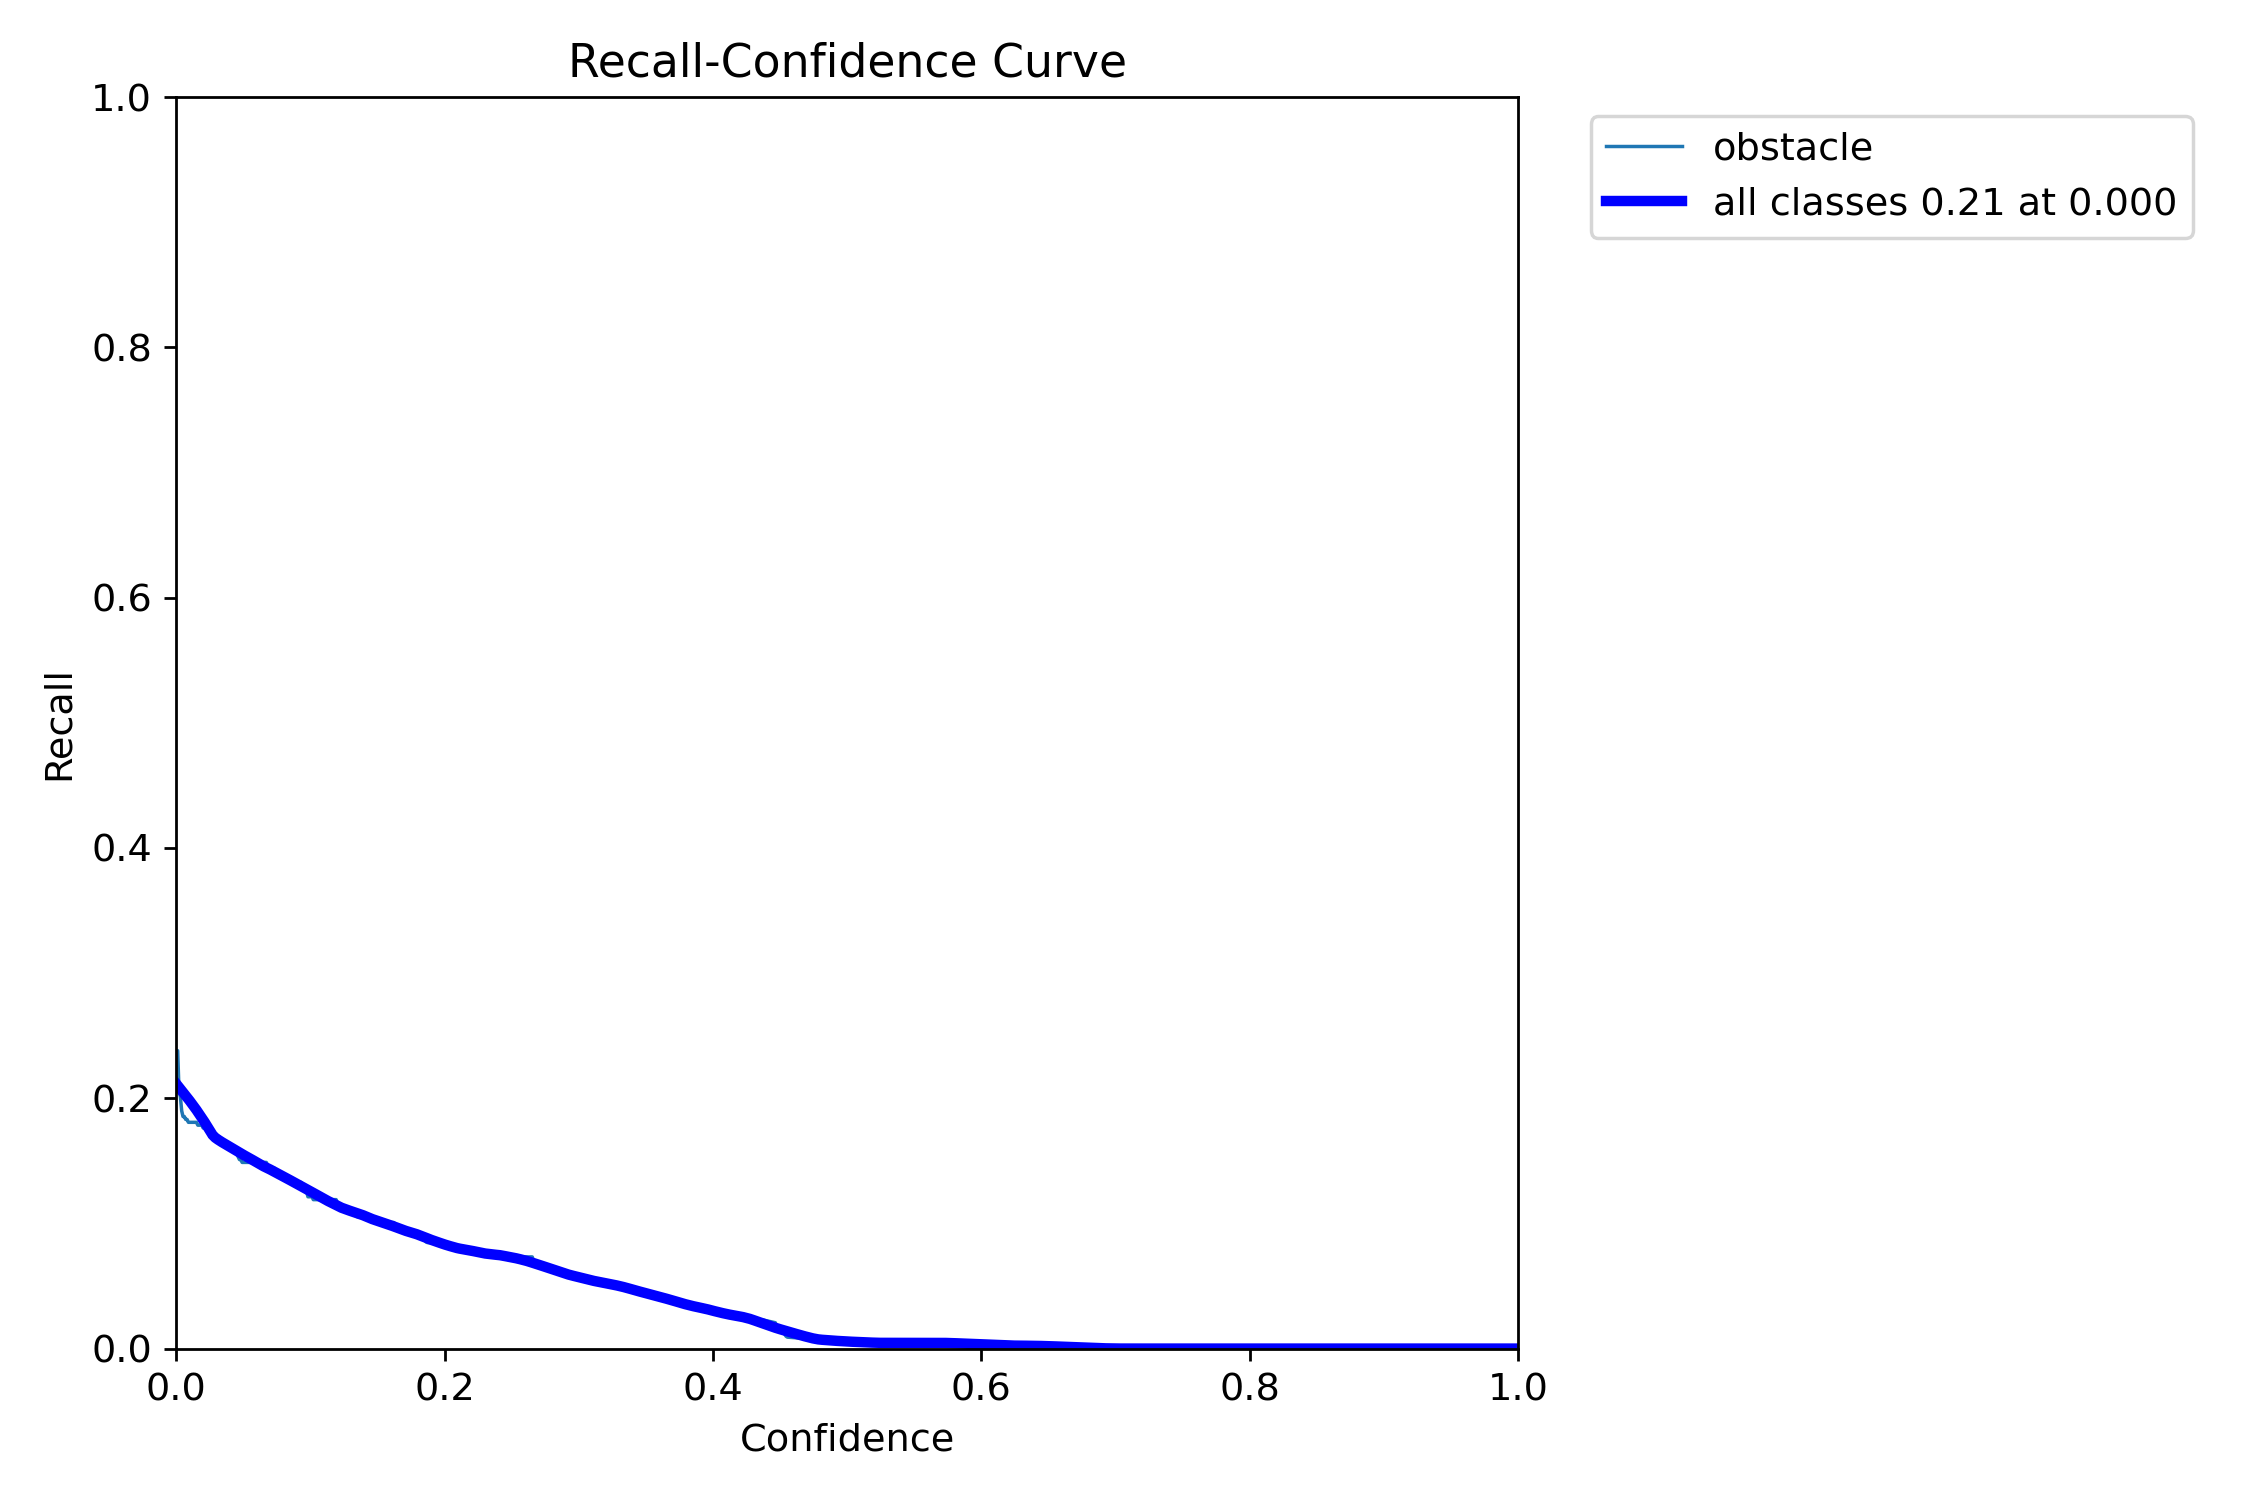 Recall-Confidence Curve
1.0
0.8
0.6
0.4
0.2
0.0
Recall
0.0 0.2 0.4 0.6 0.8 1.0
Confidence
obstacle
all classes 0.21 at 0.000